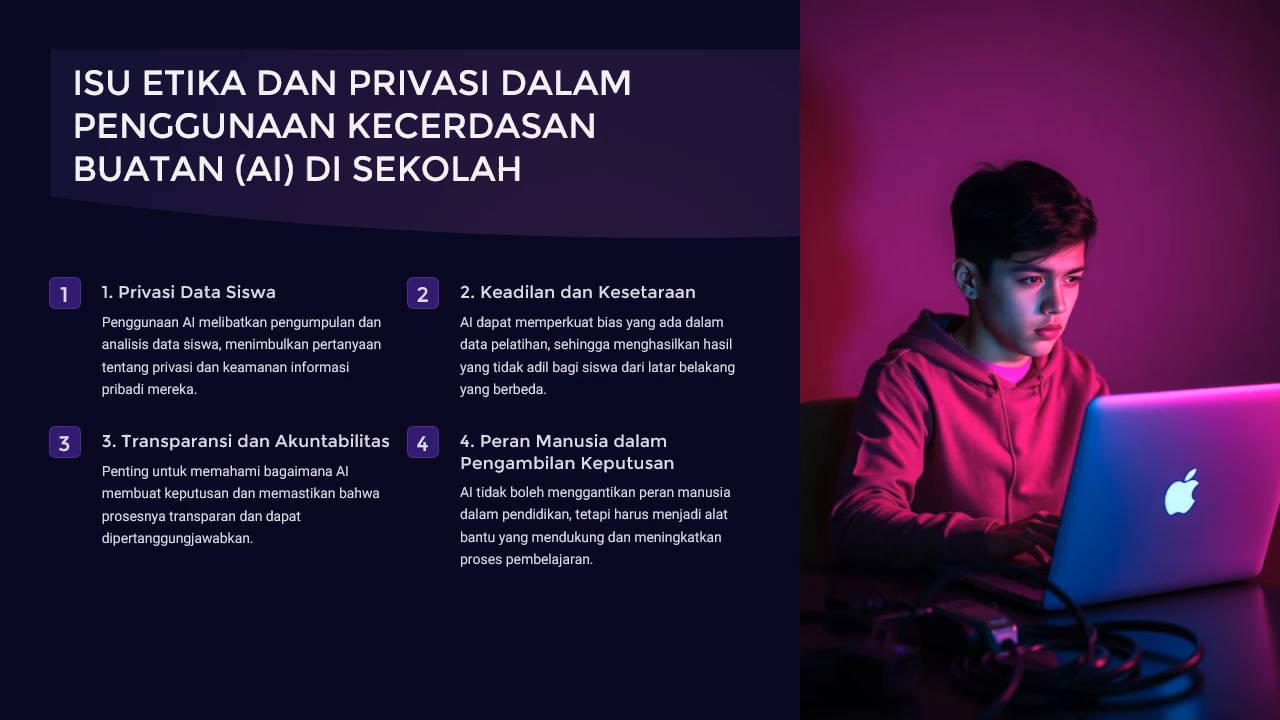 ISU ETIKA DAN PRIVASI DALAM
PENGGUNAAN KECERDASAN
BUATAN (AI) DI SEKOLAH
1
1. Privasi Data Siswa
Penggunaan AI melibatkan pengumpulan dan
analisis data siswa, menimbulkan pertanyaan
tentang privasi dan keamanan informasi
pribadi mereka.
2
2. Keadilan dan Kesetaraan
AI dapat memperkuat bias yang ada dalam
data pelatihan, sehingga menghasilkan hasil
yang tidak adil bagi siswa dari latar belakang
yang berbeda.
3
3. Transparansi dan Akuntabilitas
Penting untuk memahami bagaimana AI
membuat keputusan dan memastikan bahwa
prosesnya transparan dan dapat
dipertanggungjawabkan.
4
4. Peran Manusia dalam
Pengambilan Keputusan
AI tidak boleh menggantikan peran manusia
dalam pendidikan, tetapi harus menjadi alat
bantu yang mendukung dan meningkatkan
proses pembelajaran.